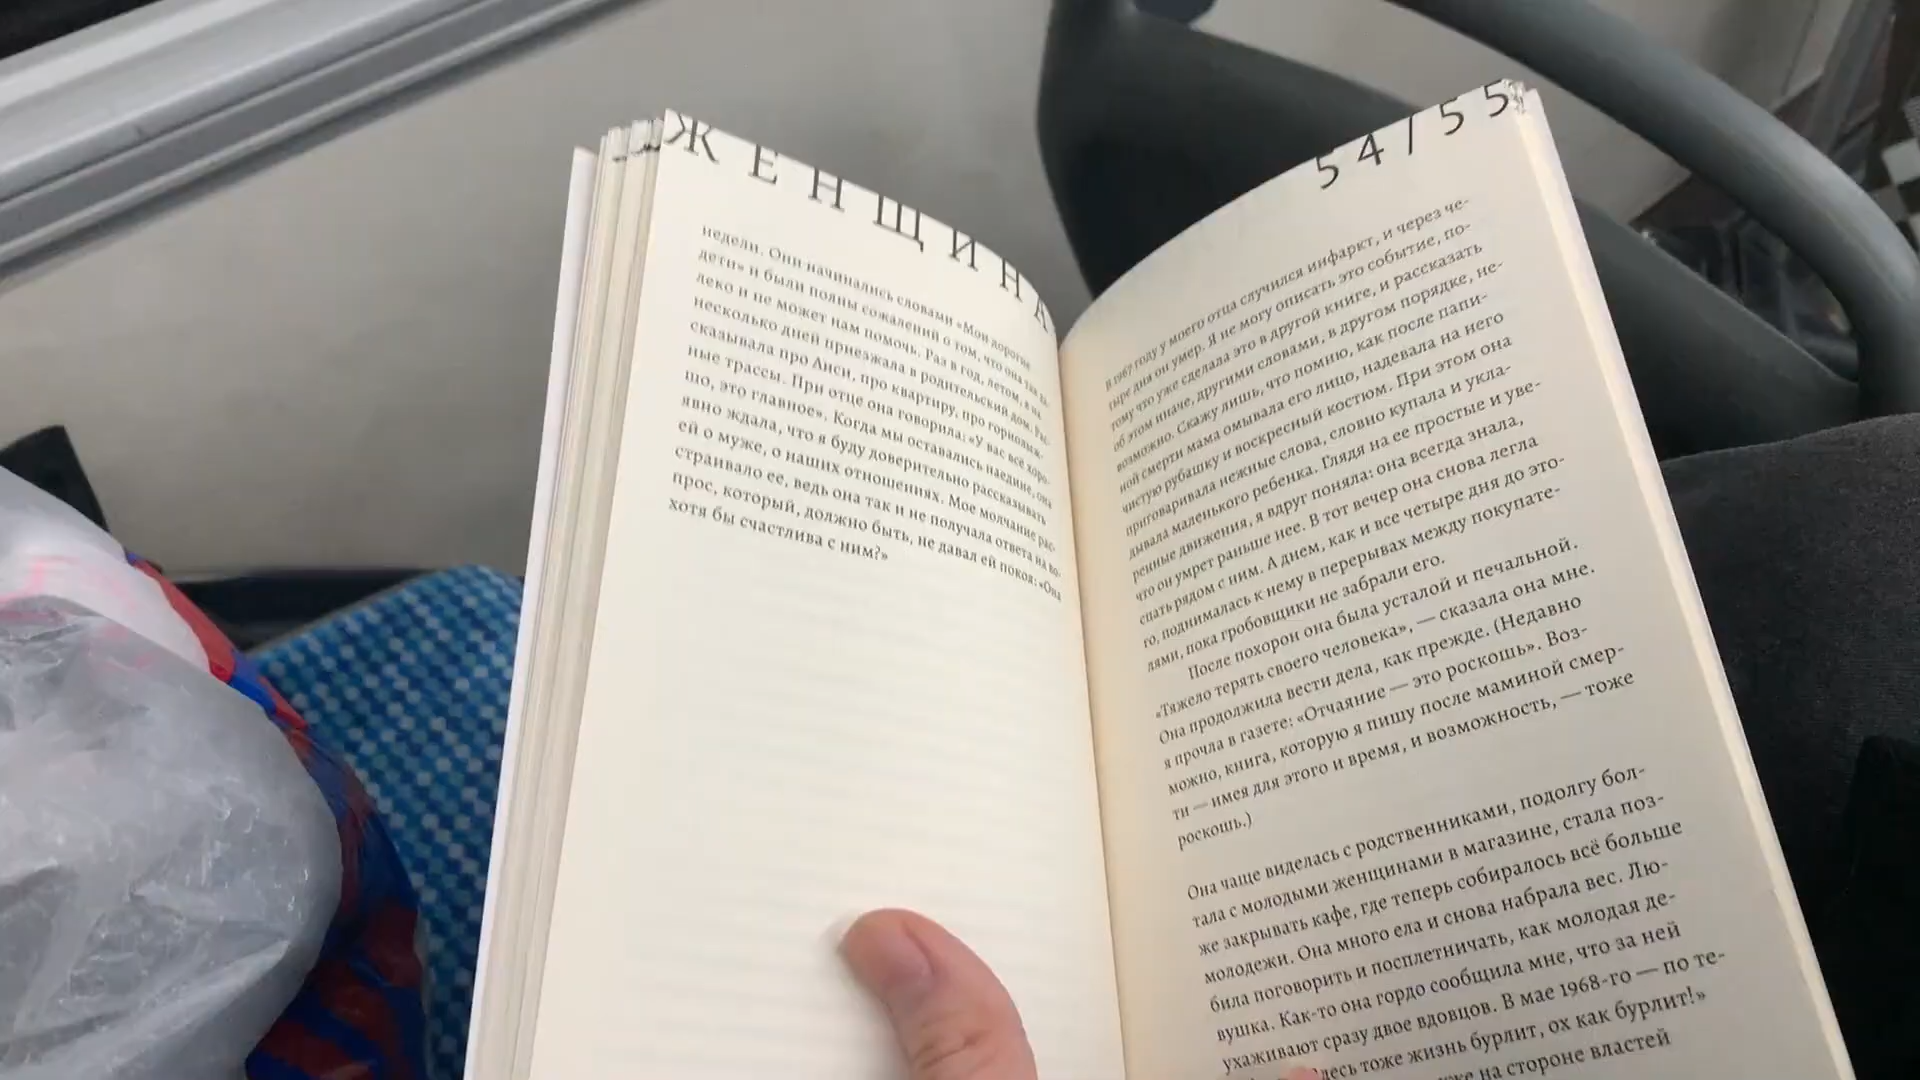 ЖЕНЩИНА
недели. Они начинались словами «Мои дорогие
дети» и были полны сожалений о том, что она так да-
леко и не может нам помочь. Раз в год, летом, она на
несколько дней приезжала в родительский дом. Рас-
сказывала про Анси, про квартиру, про горнолыж-
ные трассы. При отце она говорила: «У вас всё хоро-
шо, это главное». Когда мы оставались наедине, она
явно ждала, что я буду доверительно рассказывать
ей о муже, о наших отношениях. Мое молчание рас-
страивало ее, ведь она так и не получала ответа на во-
прос, который, должно быть, не давал ей покоя: «Она
хотя бы счастлива с ним?»
54/55
В 1967 году у моего отца случился инфаркт, и через че-
тыре дня он умер. Я не могу описать это событие, по-
тому что уже сделала это в другой книге, и рассказать
об этом иначе, другими словами, в другом порядке, не-
возможно. Скажу лишь, что помню, как после папи-
ной смерти мама омывала его лицо, надевала на него
чистую рубашку и воскресный костюм. При этом она
приговаривала нежные слова, словно купала и укла-
дывала маленького ребенка. Глядя на ее простые и уве-
ренные движения, я вдруг поняла: она всегда знала,
что он умрет раньше нее. В тот вечер она снова легла
спать рядом с ним. А днем, как и все четыре дня до это-
го, поднималась к нему в перерывах между покупате-
лями, пока гробовщики не забрали его.
После похорон она была усталой и печальной.
«Тяжело терять своего человека», — сказала она мне.
Она продолжила вести дела, как прежде. (Недавно
я прочла в газете: «Отчаяние — это роскошь». Воз-
можно, книга, которую я пишу после маминой смер-
ти — имея для этого и время, и возможность, — тоже
роскошь.)
Она чаще виделась с родственниками, подолгу бол-
тала с молодыми женщинами в магазине, стала поз-
же закрывать кафе, где теперь собиралось всё больше
молодежи. Она много ела и снова набрала вес. Лю-
била поговорить и посплетничать, как молодая де-
вушка. Как-то она гордо сообщила мне, что за ней
ухаживают сразу двое вдовцов. В мае 1968-го — по те-
десь тоже жизнь бурлит, ох как бурлит!»
же на стороне властей